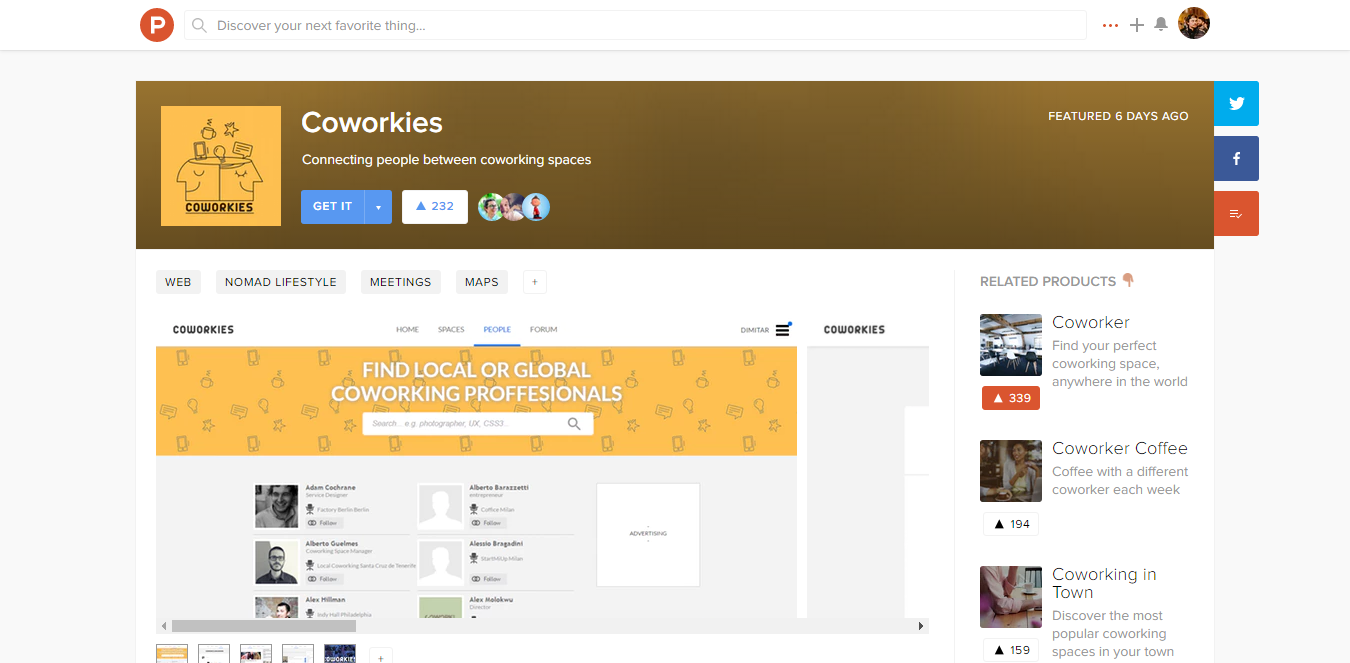 P
Discover your next favorite thing...
COWORKIES
Coworkies
Connecting people between coworking spaces
FEATURED 6 DAYS AGO
GET IT
232
WEB
NOMAD LIFESTYLE
MEETINGS
MAPS
+
COWORKIES
HOME
SPACES
PEOPLE
FORUM
DIMITAR
COWORKIES
FIND LOCAL OR GLOBAL
COWORKING PROFFESIONALS
Search... e.g. photographer, UX, CSS3...
Adam Cochrane
Service Designer
Factory Berlin Berlin
Follow
Alberto Barazzetti
entrepreneur
Coffice Milan
Follow
ADVERTISING
Alberto Guelmes
Coworking Space Manager
Local Coworking Santa Cruz de Tenerife
Follow
Alessio Bragadini
StartMiUp Milan
Follow
Alex Hillman
Indy Hall Philadelphia
Alex Molokwu
Director
COWORKIES
+
RELATED PRODUCTS
Coworker
Find your perfect
coworking space,
anywhere in the world
339
Coworker Coffee
Coffee with a different
coworker each week
194
Coworking in
Town
Discover the most
popular coworking
spaces in your town
159